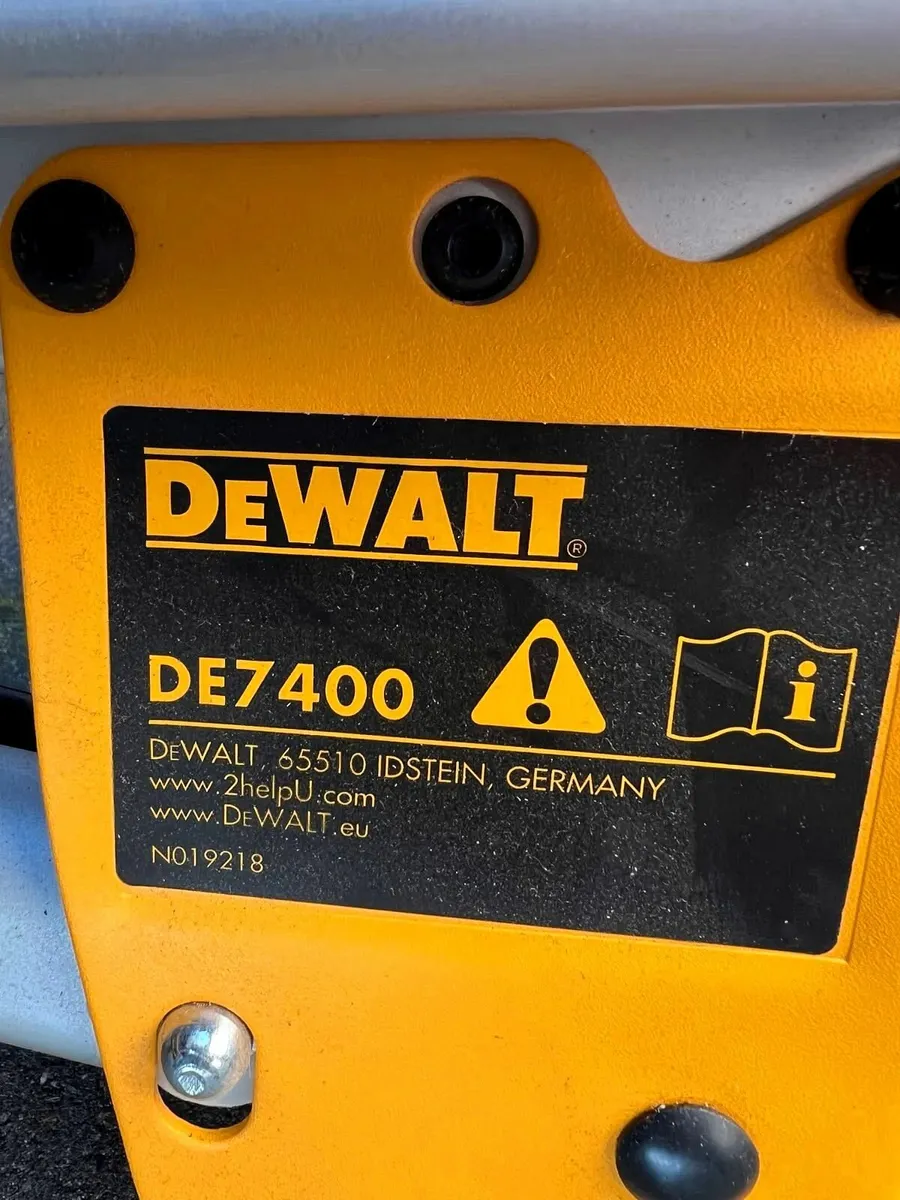 DEWALT®
DE7400
i
DEWALT 65510 IDSTEIN, GERMANY
www.2helpU.com
www.DEWALT.eu
N019218